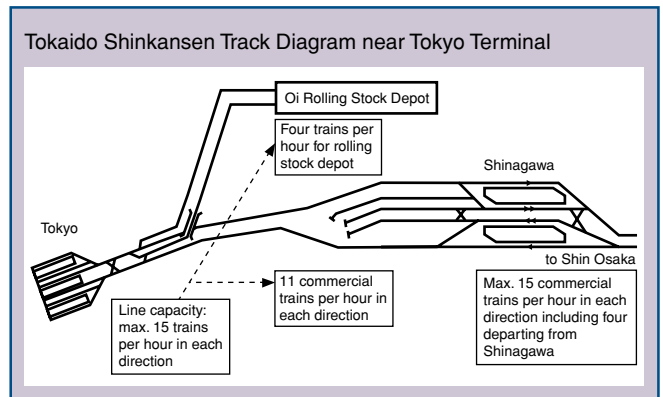 Tokaido Shinkansen Track Diagram near Tokyo Terminal
Oi Rolling Stock Depot
Four trains per
hour for rolling
stock depot
Shinagawa
Tokyo
to Shin Osaka
Line capacity:
max. 15 trains
per hour in each
direction
11 commercial
trains per hour in
each direction
Max. 15 commercial
trains per hour in each
direction including four
departing from
Shinagawa